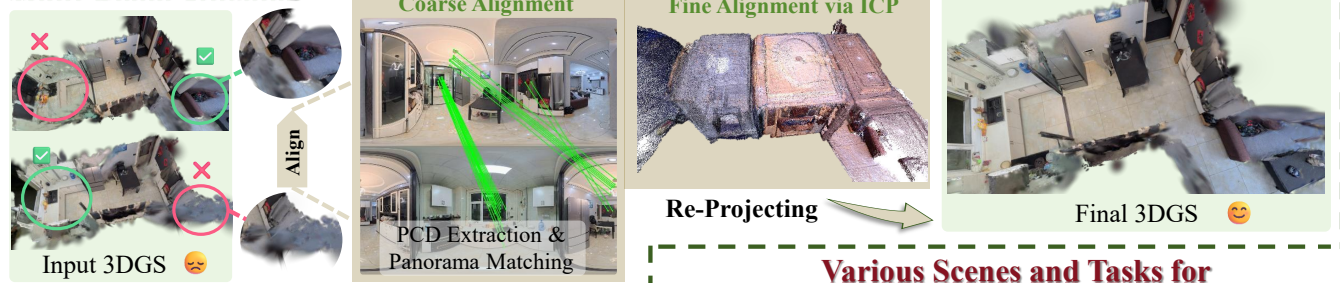 Coarse Alignment
Fine Alignment via ICP
Align
PCD Extraction &
Panorama Matching
Re-Projecting
Input 3DGS
Final 3DGS
Various Scenes and Tasks for